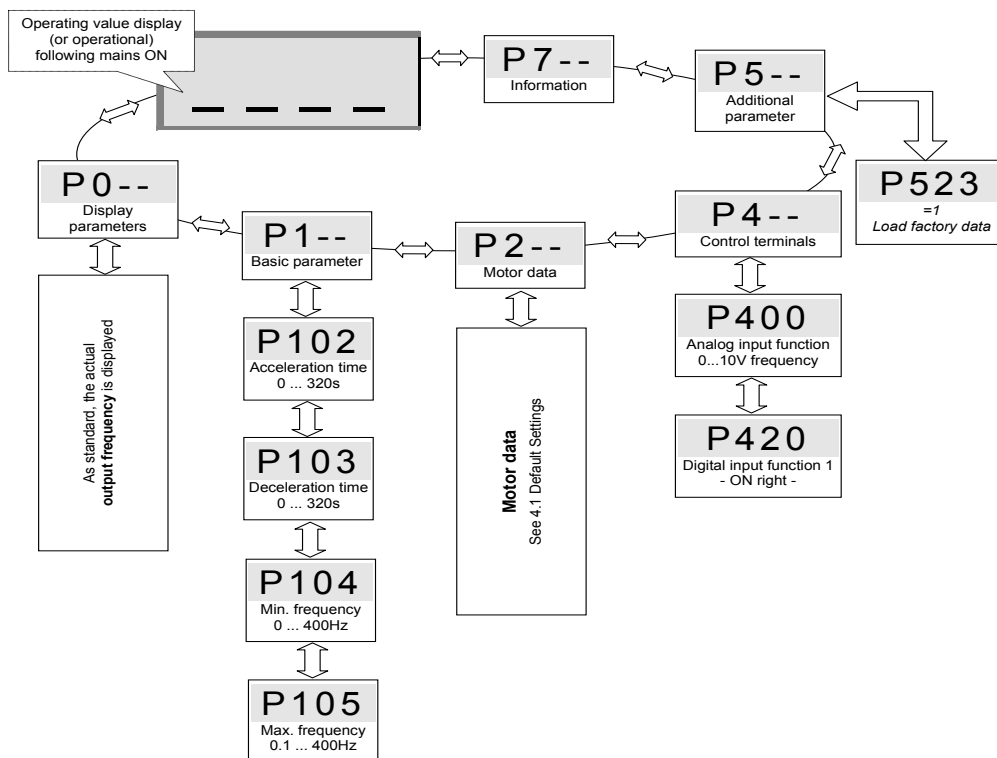 Operating value display
(or operational)
following mains ON
_ _ _ _
P7--
Information
P5--
Additional
parameter
P523
=1
Load factory data
P0--
Display
parameters
As standard, the actual
output frequency is displayed
P1--
Basic parameter
P102
Acceleration time
0 ... 320s
P103
Deceleration time
0 ... 320s
P104
Min. frequency
0 ... 400Hz
P105
Max. frequency
0.1 ... 400Hz
P2--
Motor data
Motor data
See 4.1 Default Settings
P4--
Control terminals
P400
Analog input function
0...10V frequency
P420
Digital input function 1
- ON right -